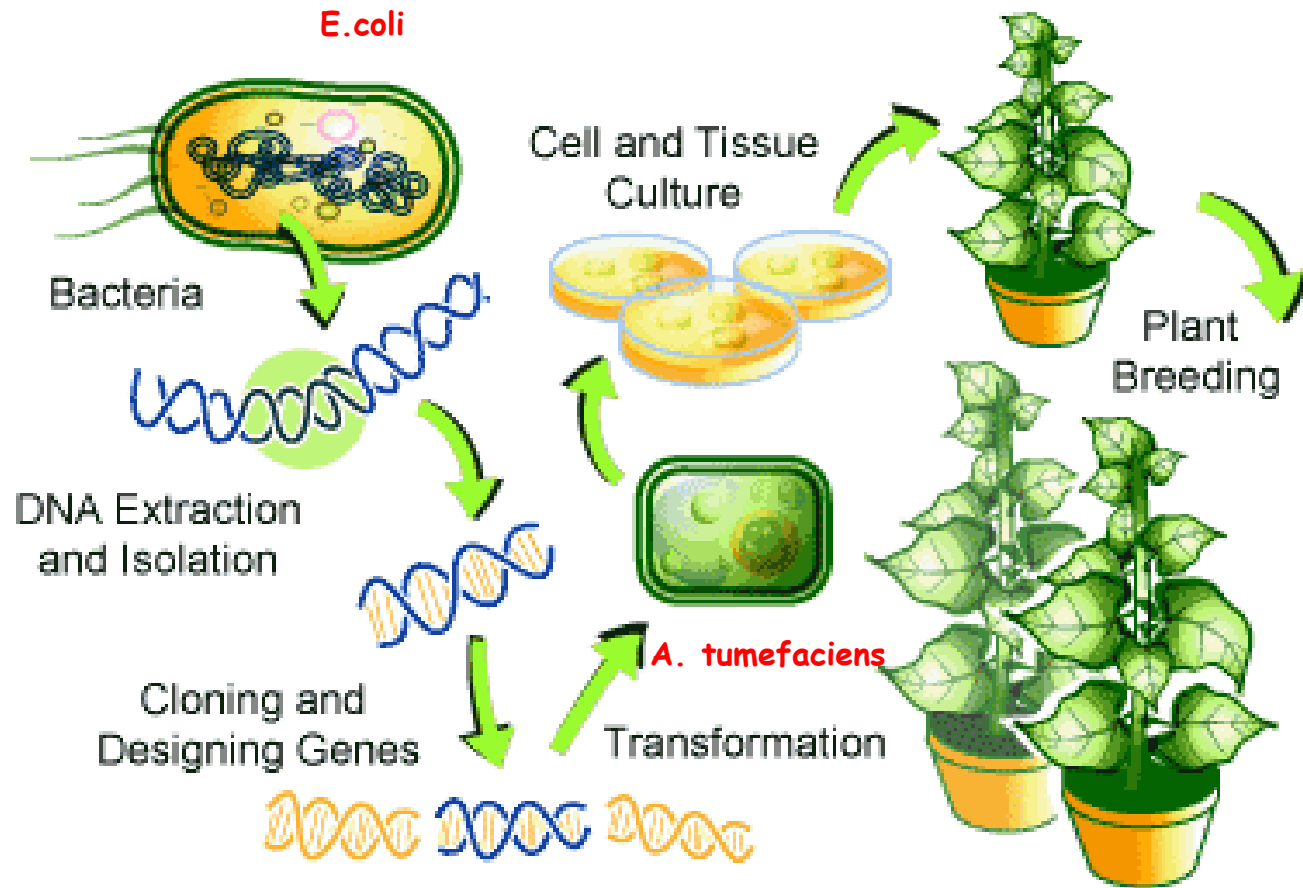 E.coli
Bacteria
DNA Extraction
and Isolation
Cloning and
Designing Genes
Transformation
A. tumefaciens
Cell and Tissue
Culture
Plant
Breeding